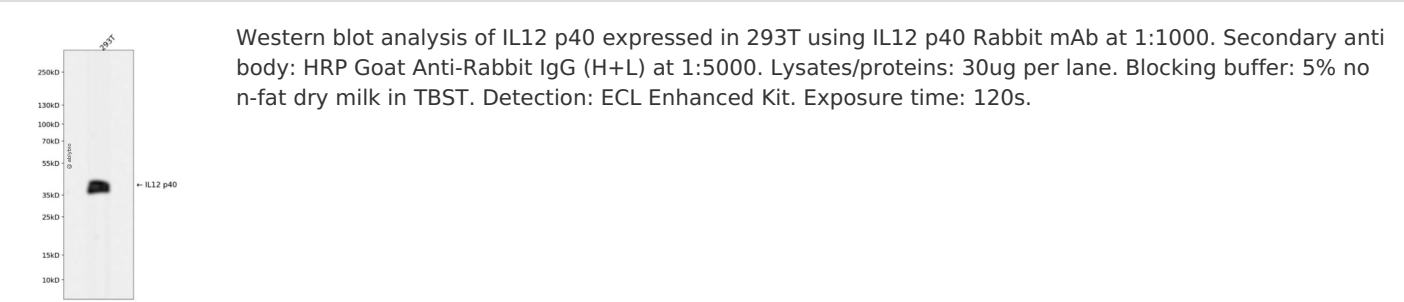 293T
250kD
130kD
100kD
70kD
55kD
35kD
25kD
15kD
10kD
@ abbybio
← IL12 p40
Western blot analysis of IL12 p40 expressed in 293T using IL12 p40 Rabbit mAb at 1:1000. Secondary anti
body: HRP Goat Anti-Rabbit IgG (H+L) at 1:5000. Lysates/proteins: 30ug per lane. Blocking buffer: 5% no
n-fat dry milk in TBST. Detection: ECL Enhanced Kit. Exposure time: 120s.